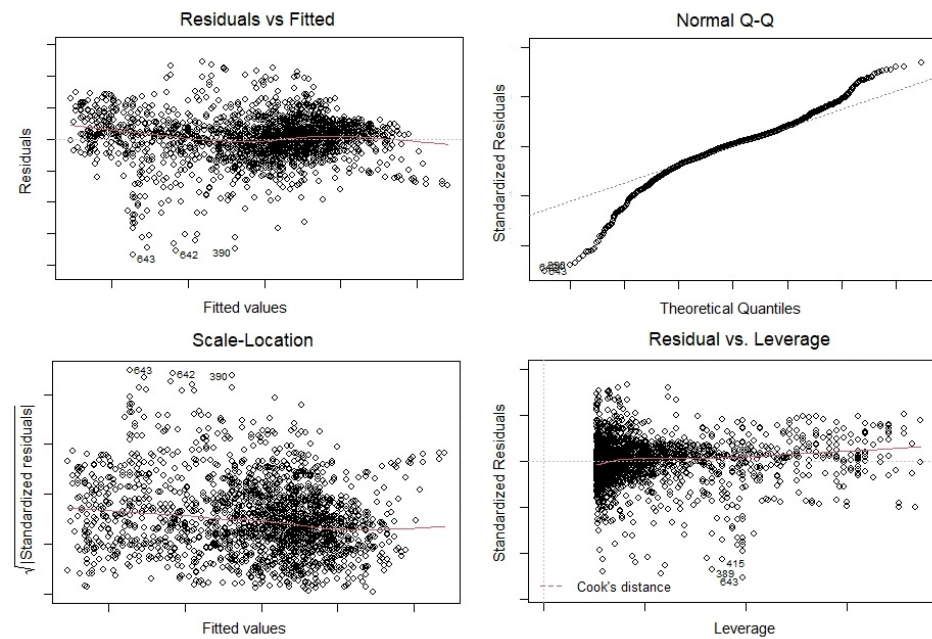 Residuals vs Fitted
Residuals
643
642
390
Fitted values
Normal Q-Q
Standardized Residuals
643
Theoretical Quantiles
Scale-Location
√|Standardized residuals|
643
642
390
Fitted values
Residual vs. Leverage
Standardized Residuals
415
389
643
Cook's distance
Leverage